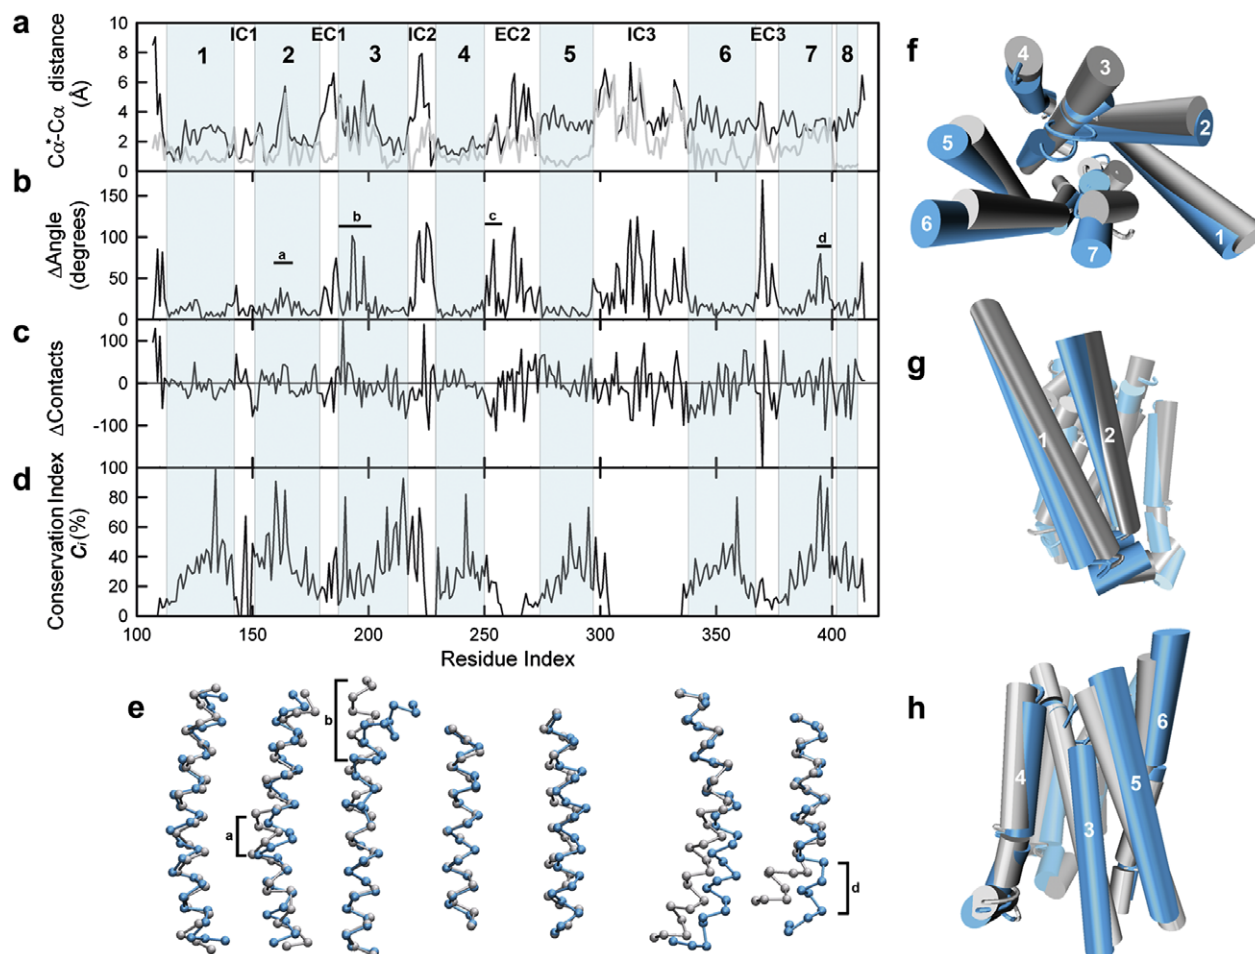 a
Cα-Cα distance
(Å)
10
8
6
4
2
0
IC1
EC1
IC2
EC2
IC3
EC3
1
2
3
4
5
6
7
8
b
ΔAngle
(degrees)
150
100
50
0
a
b
c
d
c
ΔContacts
100
0
-100
d
Conservation Index
Ci(%)
100
80
60
40
20
0
100
150
200
250
300
350
400
Residue Index
e
a
b
d
f
4
3
2
5
6
7
1
g
1
2
h
4
3
5
6